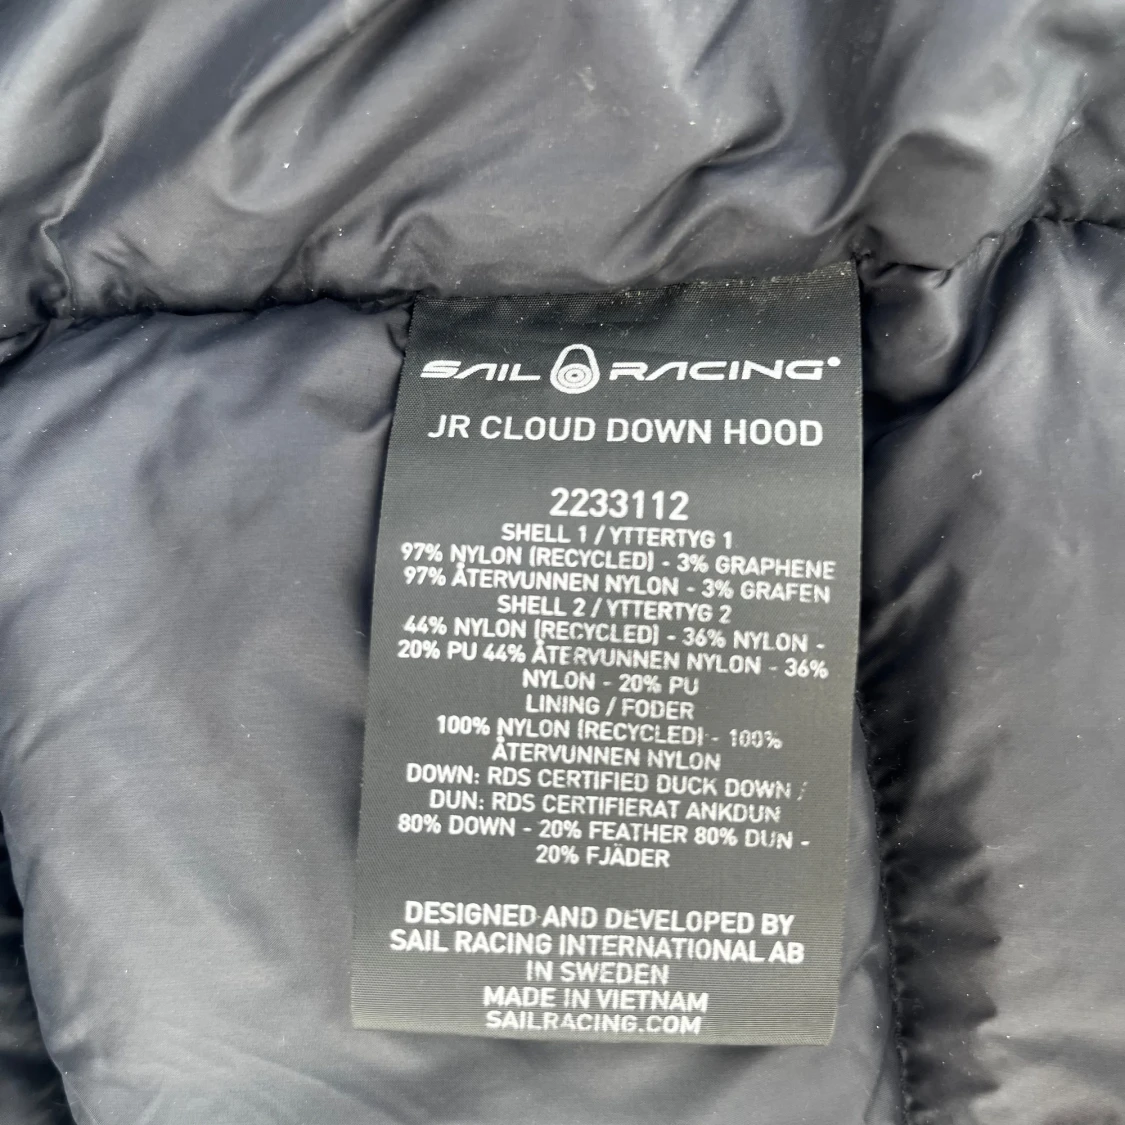 SAIL RACING
JR CLOUD DOWN HOOD
2233112
SHELL 1 / YTTERTYG 1
97% NYLON (RECYCLED) - 3% GRAPHENE
97% ÅTERVUNNEN NYLON - 3% GRAFEN
SHELL 2 / YTTERTYG 2
44% NYLON (RECYCLED) - 36% NYLON -
20% PU 44% ÅTERVUNNEN NYLON - 36%
NYLON - 20% PU
LINING / FODER
100% NYLON (RECYCLED) - 100%
ÅTERVUNNEN NYLON
DOWN: RDS CERTIFIED DUCK DOWN /
DUN: RDS CERTIFIERAT ANKDUN
80% DOWN - 20% FEATHER 80% DUN -
20% FJÄDER
DESIGNED AND DEVELOPED BY
SAIL RACING INTERNATIONAL AB
IN SWEDEN
MADE IN VIETNAM
SAILRACING.COM